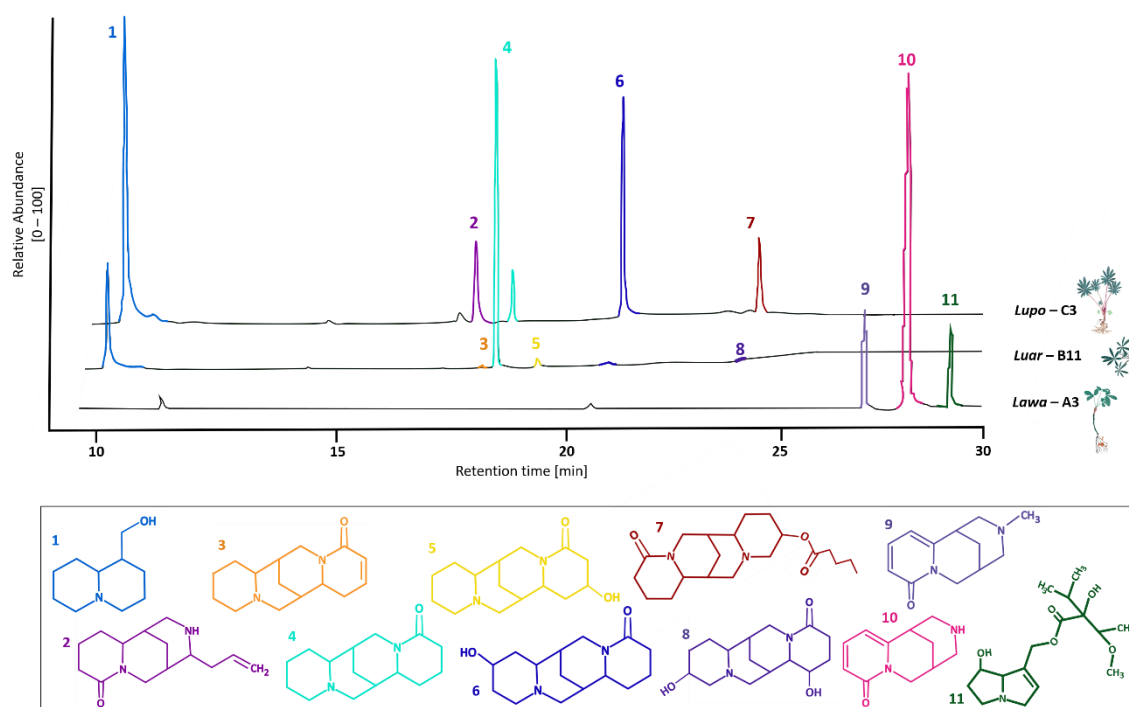 1
4
10
6
2
7
9
11
3
5
8
Relative Abundance
[0 – 100]
Lupo – C3
Luar – B11
Lawa – A3
10 15 20 25 30
Retention time [min]
1
OH
N
3
O
N
N
5
O
N
N
OH
7
O
N
N
O
O
9
CH3
N
N
O
2
NH
N
O
CH2
4
O
N
N
6
HO
O
N
N
8
O
N
N
HO
OH
10
NH
N
O
11
CH3
H3C
OH
O
O
CH3
O
CH3
OH
N